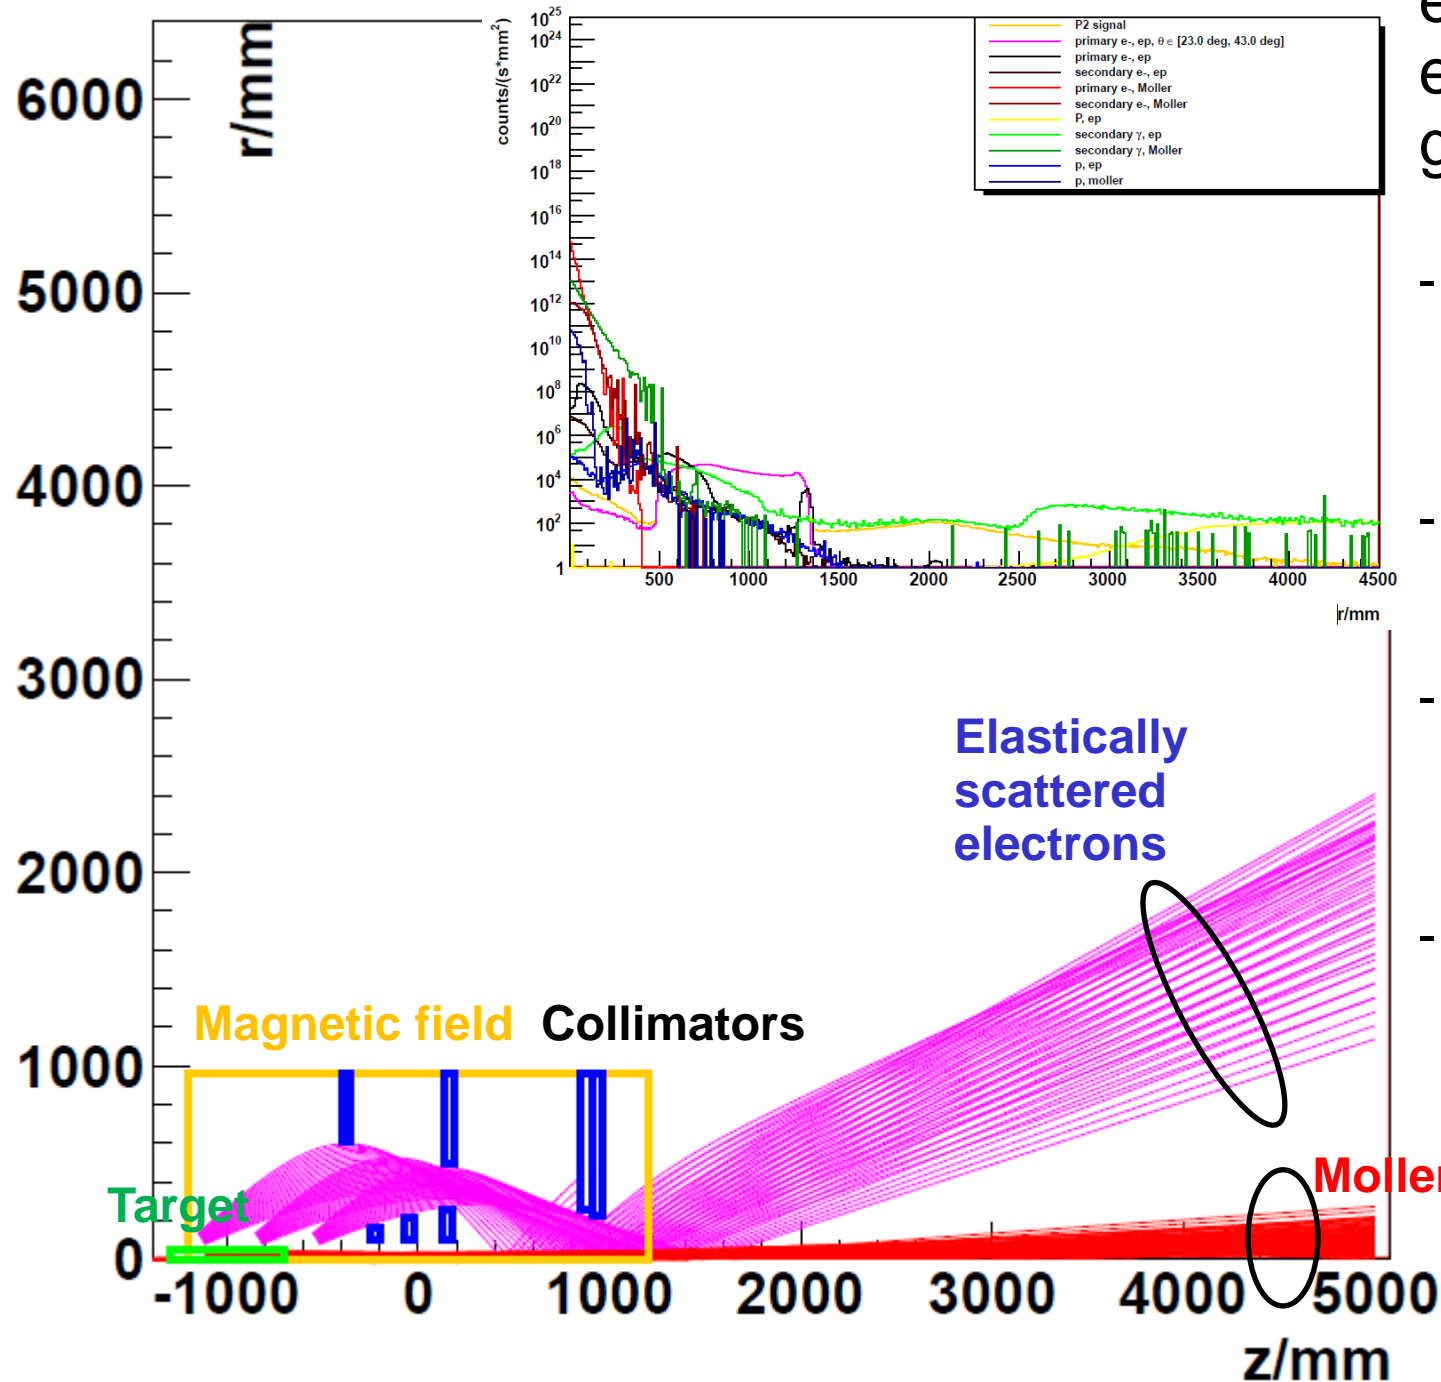 r/mm
6000
5000
4000
3000
2000
1000
0
counts/(s*mm²)
10²⁵
10²⁴
10²²
10²⁰
10¹⁸
10¹⁶
10¹⁴
10¹²
10¹⁰
10⁸
10⁶
10⁴
10²
1
P2 signal
primary e-, ep, θ ∈ [23.0 deg, 43.0 deg]
primary e-, ep
secondary e-, ep
primary e-, Moller
secondary e-, Moller
P, ep
secondary γ, ep
secondary γ, Moller
p, ep
p, moller
500 1000 1500 2000 2500 3000 3500 4000 4500
r/mm
e
e
g
-
-
-
-
Elastically
scattered
electrons
Magnetic field Collimators
Target
Moller
-1000 0 1000 2000 3000 4000 5000
z/mm